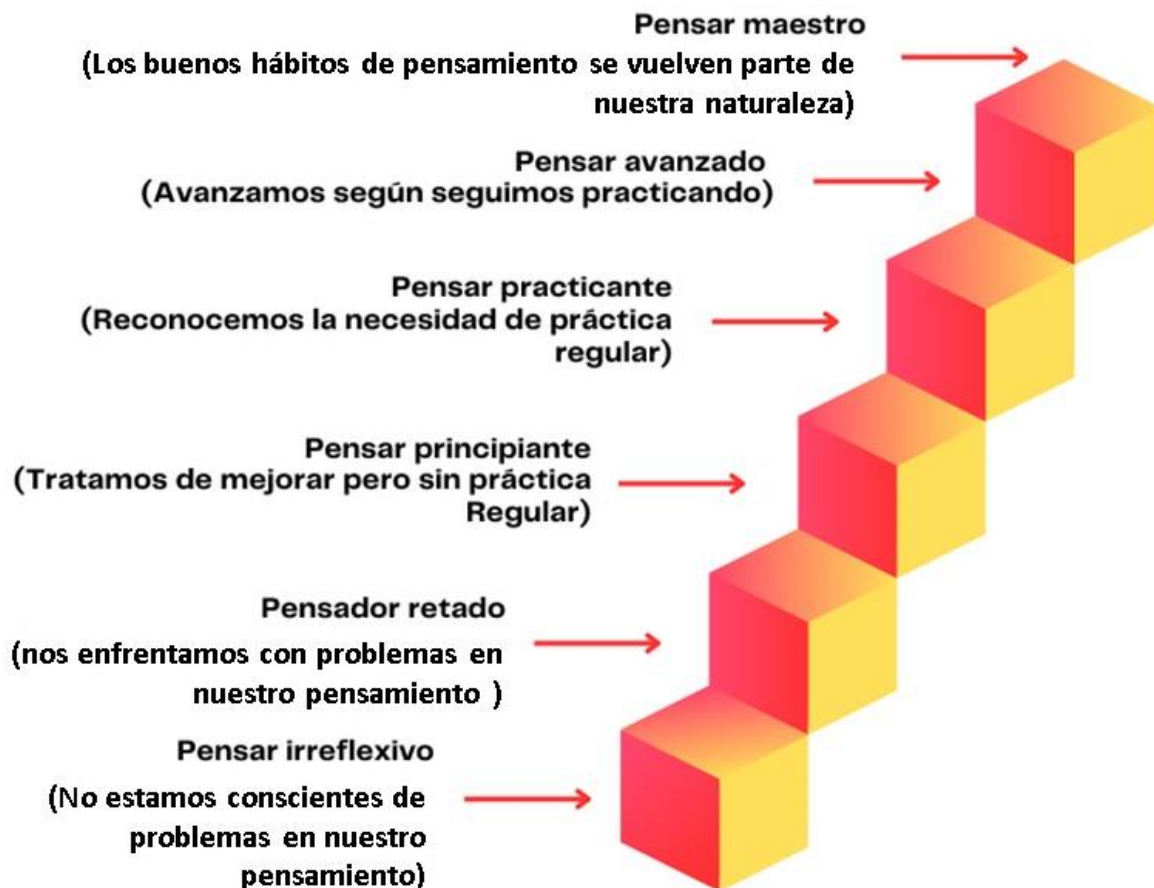 Pensar maestro
(Los buenos hábitos de pensamiento se vuelven parte de
nuestra naturaleza)
Pensar avanzado
(Avanzamos según seguimos practicando)
Pensar practicante
(Reconocemos la necesidad de práctica
regular)
Pensar principiante
(Tratamos de mejorar pero sin práctica
Regular)
Pensador retado
(nos enfrentamos con problemas en
nuestro pensamiento )
Pensar irreflexivo
(No estamos conscientes de
problemas en nuestro
pensamiento)